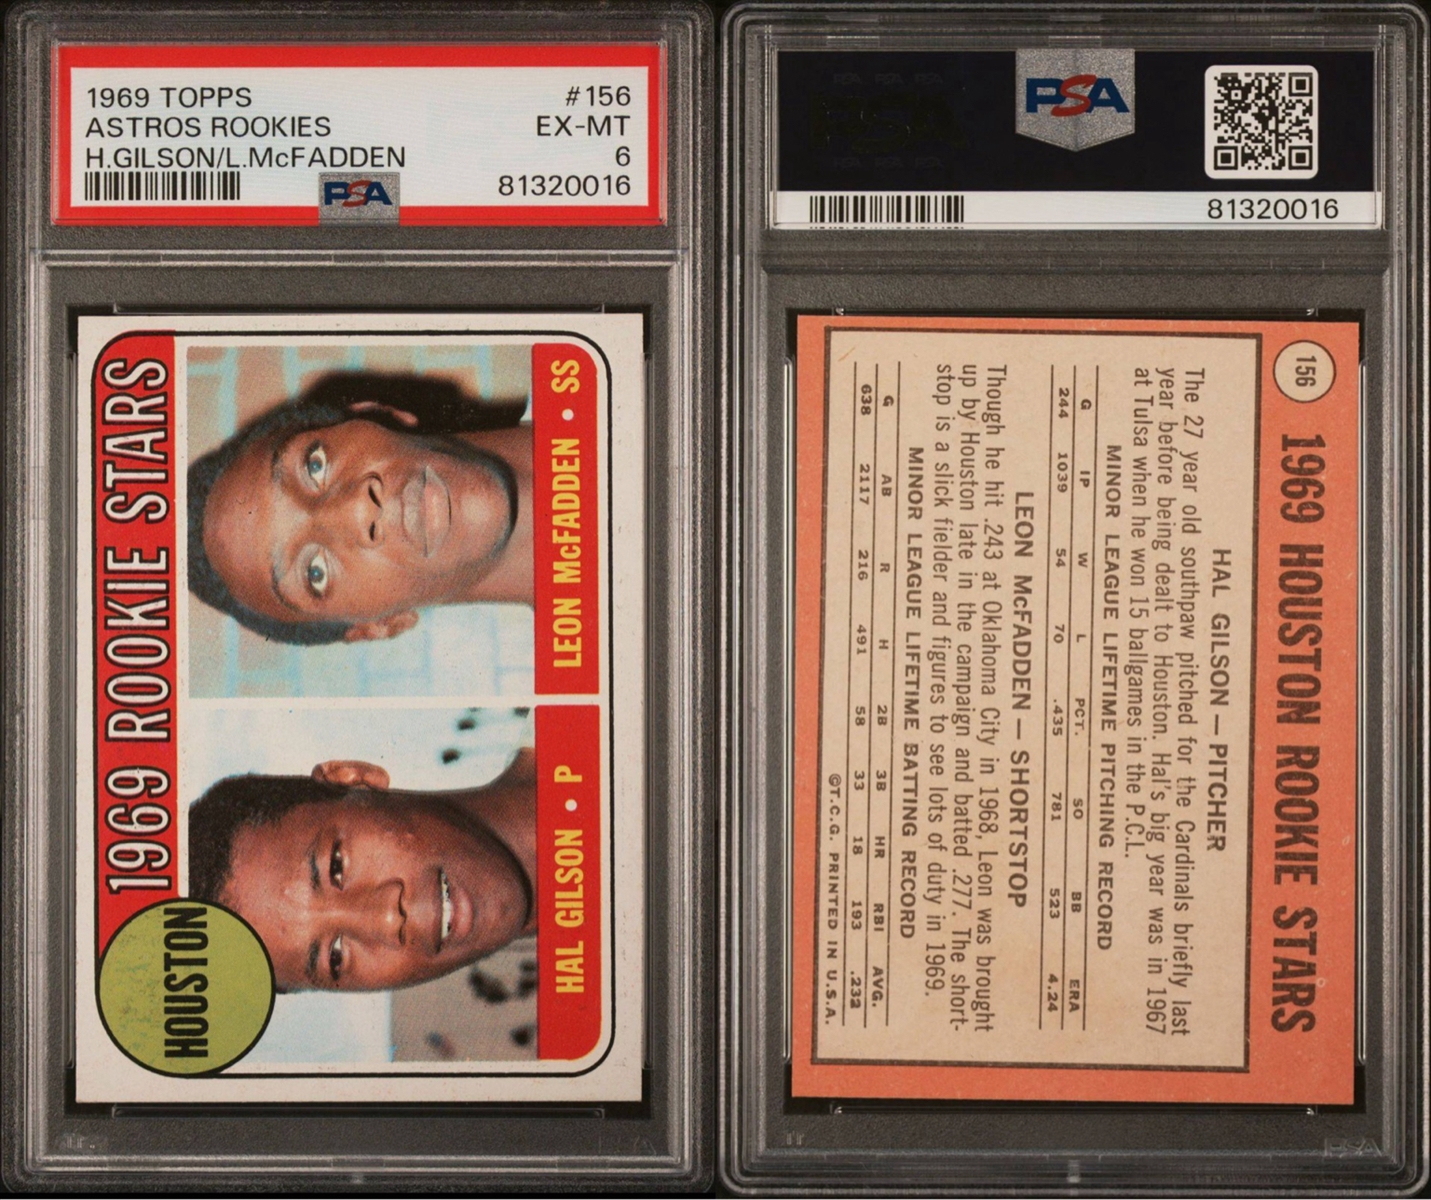 1969 TOPPS #156
ASTROS ROOKIES EX-MT
H.GILSON/L.McFADDEN 6
81320016
PSA
1969 ROOKIE STARS
HOUSTON
LEON McFADDEN • SS
HAL GILSON • P
PSA
81320016
156
1969 HOUSTON ROOKIE STARS
HAL GILSON — PITCHER
The 27 year old southpaw pitched for the Cardinals briefly last
year before being dealt to Houston. Hal's big year was in 1967
at Tulsa when he won 15 ballgames in the P.C.L.
MINOR LEAGUE LIFETIME PITCHING RECORD
G IP W L PCT. SO BB ERA
244 1039 54 70 .435 781 523 4.24
LEON McFADDEN — SHORTSTOP
Though he hit .243 at Oklahoma City in 1968, Leon was brought
up by Houston late in the campaign and batted .277. The short-
stop is a slick fielder and figures to see lots of duty in 1969.
MINOR LEAGUE LIFETIME BATTING RECORD
G AB R H 2B 3B HR RBI AVG.
638 2117 216 491 58 33 18 193 .232
©T.C.G. PRINTED IN U.S.A.